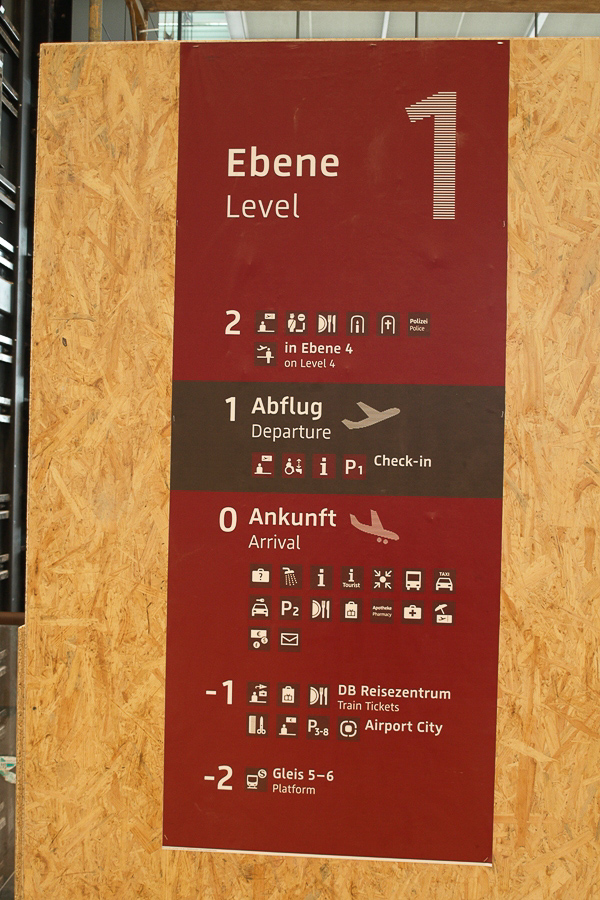 1
Ebene
Level
2 Polizei Police
in Ebene 4
on Level 4
1 Abflug
Departure
i P1 Check-in
0 Ankunft
Arrival
? i i Tourist TAXI
P2 Apotheke Pharmacy
-1 DB Reisezentrum
Train Tickets
P3-8 Airport City
-2 S Gleis 5–6
Platform